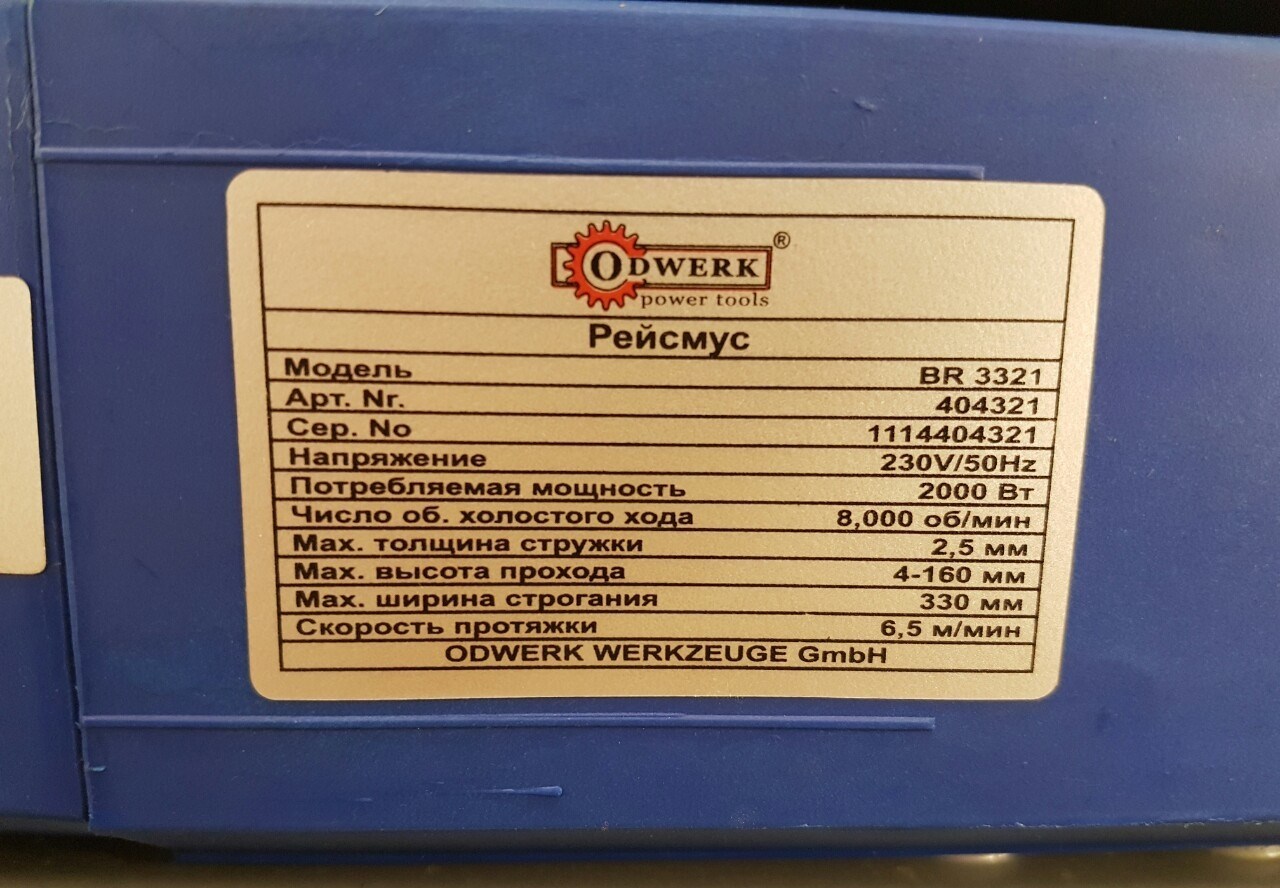 ODWERK®
power tools
Рейсмус
Модель BR 3321
Арт. Nr. 404321
Сер. No 1114404321
Напряжение 230V/50Hz
Потребляемая мощность 2000 Вт
Число об. холостого хода 8,000 об/мин
Мах. толщина стружки 2,5 мм
Мах. высота прохода 4-160 мм
Мах. ширина строгания 330 мм
Скорость протяжки 6,5 м/мин
ODWERK WERKZEUGE GmbH